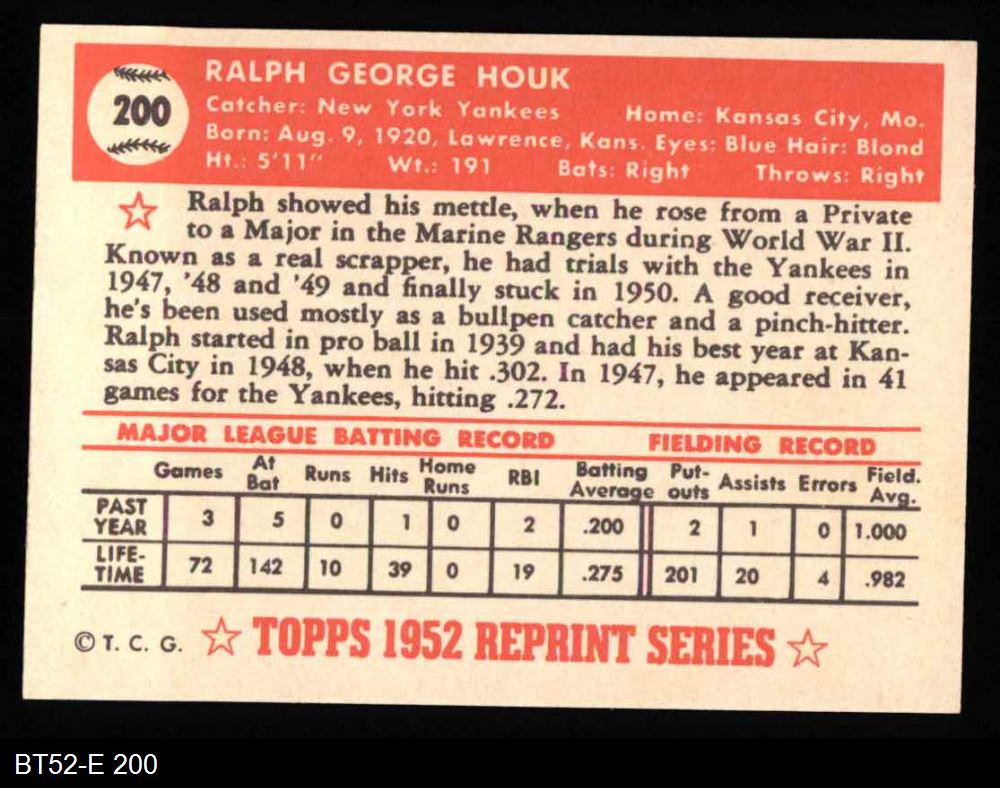 200
RALPH GEORGE HOUK
Catcher: New York Yankees Home: Kansas City, Mo.
Born: Aug. 9, 1920, Lawrence, Kans. Eyes: Blue Hair: Blond
Ht.: 5'11" Wt.: 191 Bats: Right Throws: Right
Ralph showed his mettle, when he rose from a Private
to a Major in the Marine Rangers during World War II.
Known as a real scrapper, he had trials with the Yankees in
1947, '48 and '49 and finally stuck in 1950. A good receiver,
he's been used mostly as a bullpen catcher and a pinch-hitter.
Ralph started in pro ball in 1939 and had his best year at Kan-
sas City in 1948, when he hit .302. In 1947, he appeared in 41
games for the Yankees, hitting .272.
MAJOR LEAGUE BATTING RECORD FIELDING RECORD
Games At Bat Runs Hits Home Runs RBI Batting Average Put-outs Assists Errors Field. Avg.
PAST YEAR 3 5 0 1 0 2 .200 2 1 0 1.000
LIFE-TIME 72 142 10 39 0 19 .275 201 20 4 .982
© T. C. G. ☆ TOPPS 1952 REPRINT SERIES ☆
BT52-E 200